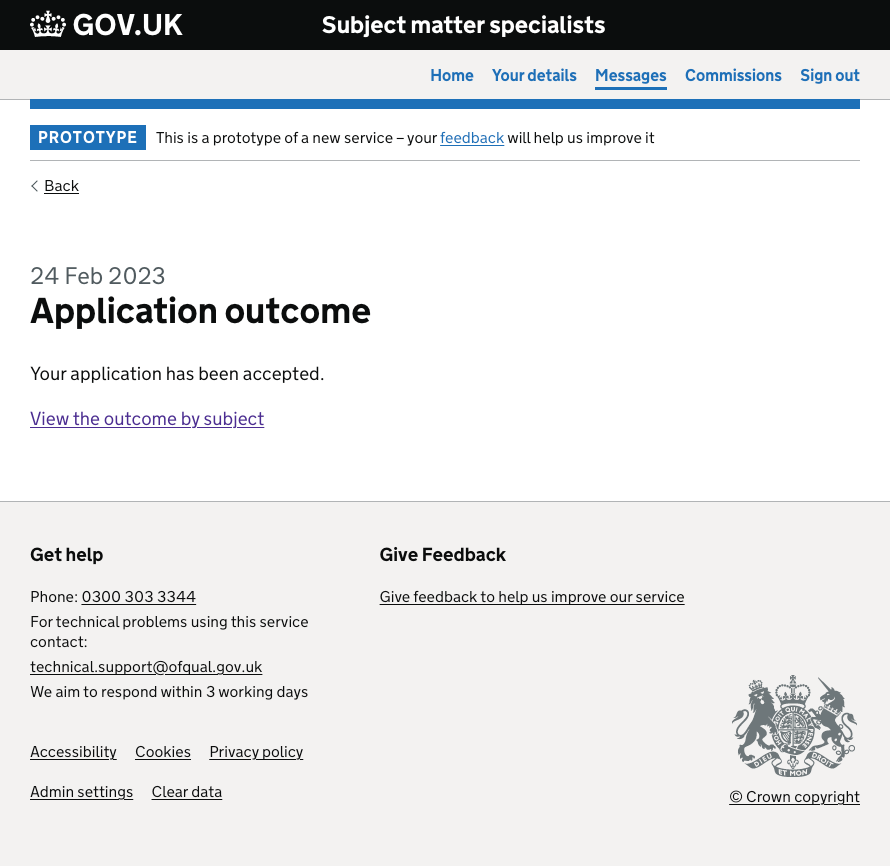 GOV.UK Subject matter specialists
Home Your details Messages Commissions Sign out
PROTOTYPE This is a prototype of a new service – your feedback will help us improve it
Back
24 Feb 2023
Application outcome
Your application has been accepted.
View the outcome by subject
Get help
Phone: 0300 303 3344
For technical problems using this service
contact:
technical.support@ofqual.gov.uk
We aim to respond within 3 working days
Give Feedback
Give feedback to help us improve our service
Accessibility Cookies Privacy policy
Admin settings Clear data
DIEU ET MON DROIT
© Crown copyright